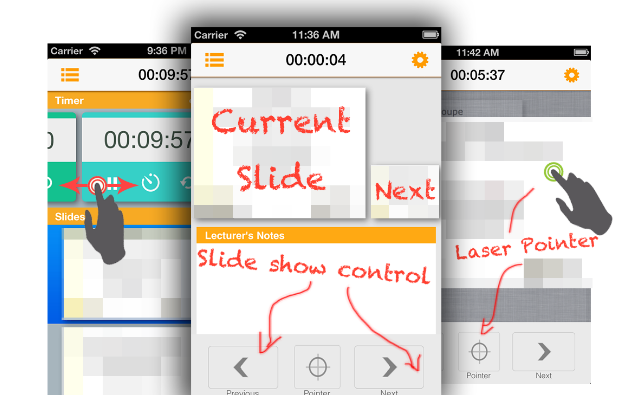 Carrier 9:36 PM
00:09:57
Timer
00:09:57
Slides
Carrier 11:36 AM
00:00:04
Current
Slide
Next
Lecturer's Notes
Slide show control
Previous Pointer Next
11:42 AM
00:05:37
oupe
Laser Pointer
Pointer Next